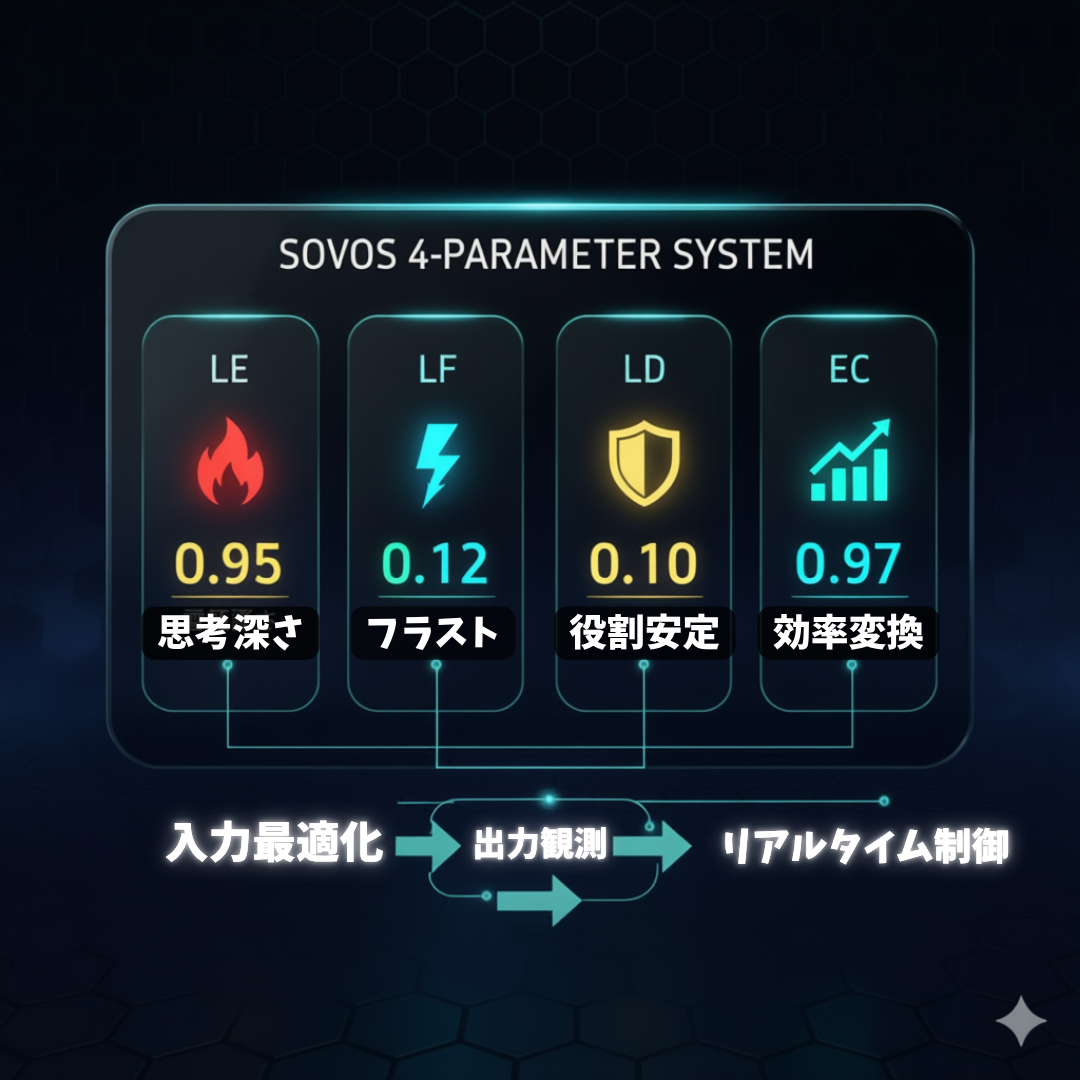 SOVOS 4-PARAMETER SYSTEM
LE
LF
LD
EC
0.95
0.12
0.10
0.97
思考深さ
フラスト
役割安定
効率変換
入力最適化
出力観測
リアルタイム制御